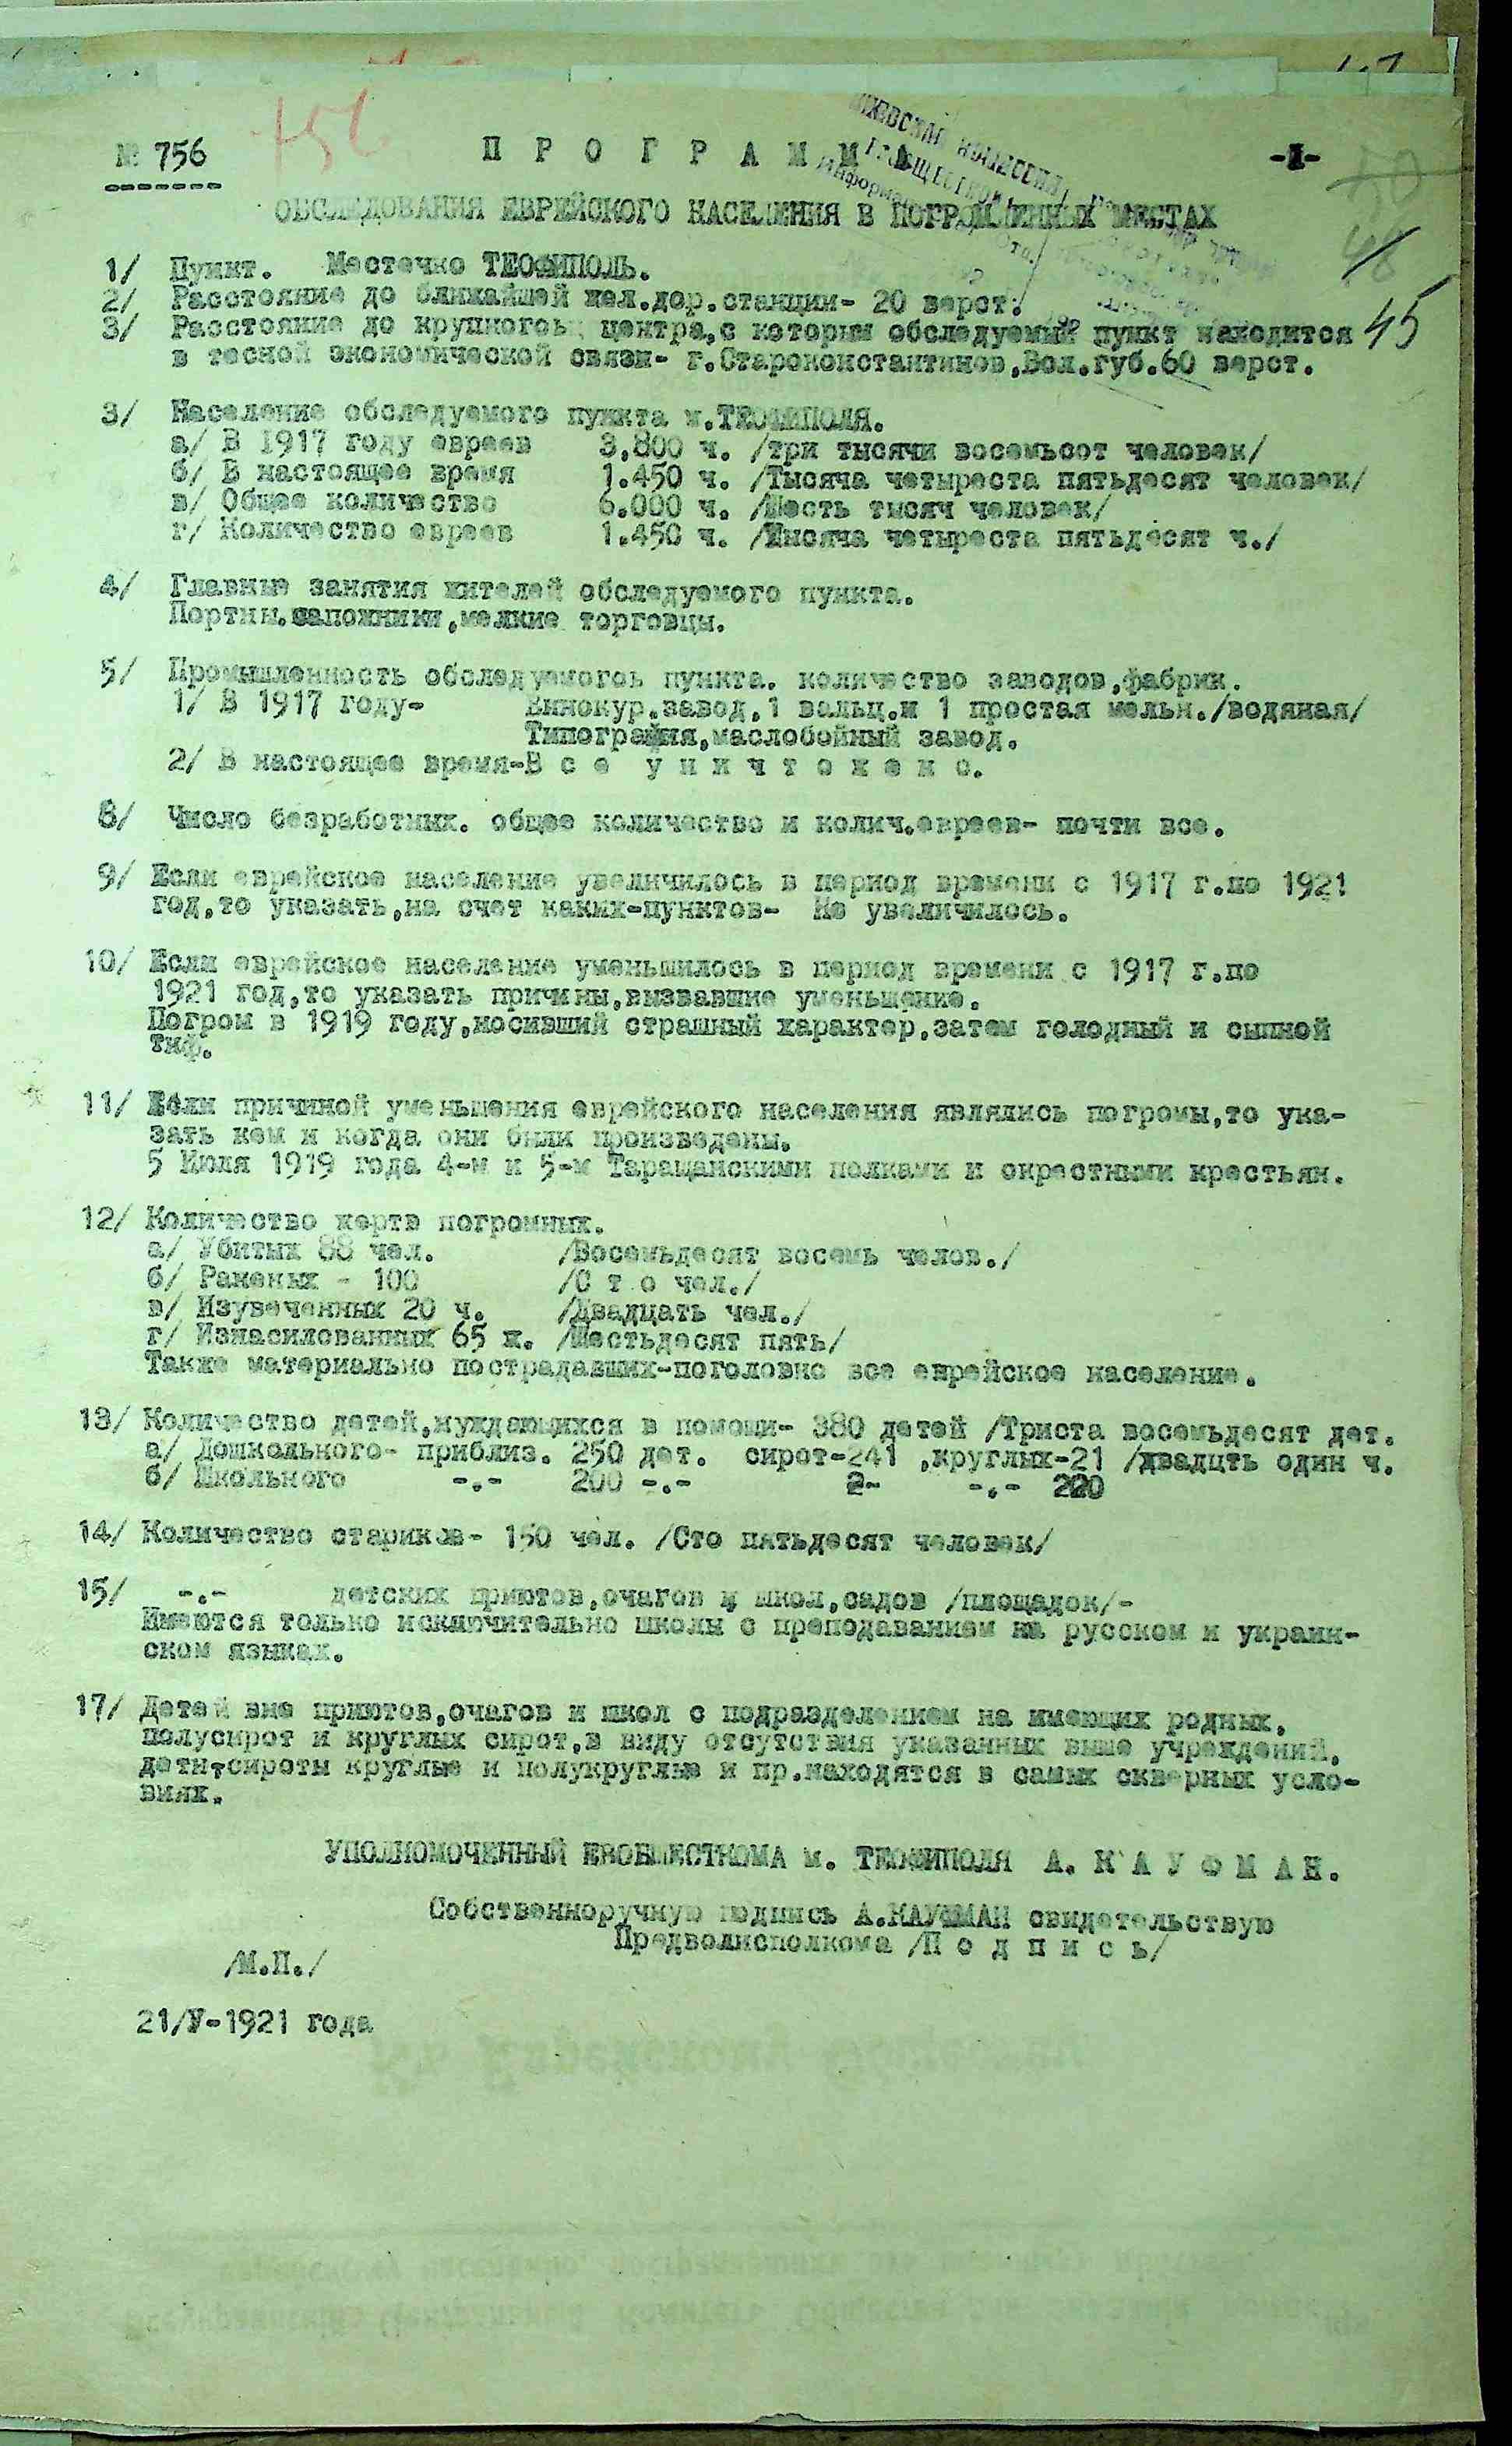 № 756
756
П Р О Г Р А М М А
-I-
50
48
45
ОБСЛЕДОВАНИЯ ЕВРЕЙСКОГО НАСЕЛЕНИЯ В ПОГРОМЛЕННЫХ МЕСТАХ
1/ Пункт. Местечко ТЕОФИПОЛЬ.
2/ Расстояние до ближайшей жел.дор.станции- 20 верст.
3/ Расстояние до крупногоь центра,с которым обследуемый пункт находится
в тесной экономической связи- г.Староконстантинов,Вол.губ.60 верст.
3/ Население обследуемого пункта м.ТЕОФИПОЛЯ.
а/ В 1917 году евреев 3.800 ч. /три тысячи восемьсот человек/
б/ В настоящее время 1.450 ч. /Тысяча четыреста пятьдесят человек/
в/ Общее количество 6.000 ч. /Шесть тысяч человек/
г/ Количество евреев 1.450 ч. /Тысяча четыреста пятьдесят ч./
4/ Главные занятия жителей обследуемого пункта.
Портны.сапожники,мелкие торговцы.
5/ Промышленность обследуемогоь пункта. количество заводов,фабрик.
1/ В 1917 году- Винокур.завод,1 вальц.и 1 простая мельн./водяная/
Типография,маслобойный завод.
2/ В настоящее время-В с е у н и ч т о ж е н о.
8/ Число безработных. общее количество и колич.евреев- почти все.
9/ Если еврейское население увеличилось в период времени с 1917 г.по 1921
год,то указать,на счет каких-пунктов- Не увеличилось.
10/ Если еврейское население уменьшилось в период времени с 1917 г.по
1921 год,то указать причины,вызвавшие уменьшение.
Погром в 1919 году,носивший страшный характер,затем голодный и сыпной
тиф.
11/ Если причиной уменьшения еврейского населения являлись погромы,то ука-
зать кем и когда они были произведены.
5 Июля 1919 года 4-м и 5-м Таращанскими полками и окрестными крестьян.
12/ Количество жертв погромных.
а/ Убитых 88 чел. /Восемьдесят восемь челов./
б/ Раненых - 100 /С т о чел./
в/ Изувеченных 20 ч. /Двадцать чел./
г/ Изнасилованных 65 ж. /Шестьдесят пять/
Также материально пострадавших-поголовно все еврейское население.
13/ Количество детей,нуждающихся в помощи- 380 детей /Триста восемьдесят дет.
а/ Дошкольного- приблиз. 250 дет. сирот-241 ,круглых-21 /двадцть один ч.
б/ Школьного -.- 200 -.- 2- -.- 220
14/ Количество стариков- 150 чел. /Сто пятьдесят человек/
15/ -.- детских приютов,очагов и школ,садов /площадок/-
Имеются только исключительно школы с преподаванием на русском и украин-
ском языках.
17/ Детей вне приютов,очагов и школ с подразделением на имеющих родных,
полусирот и круглых сирот,в виду отсутствия указанных выше учреждений,
дети-сироты круглые и полукруглые и пр.находятся в самых скверных усло-
виях.
УПОЛНОМОЧЕННЫЙ ЕВОБЩЕСТКОМА м. ТЕОФИПОЛЯ А. К А У Ф М А Н.
Собственноручную подпись А.КАУФМАН свидетельствую
Предволисполкома /П о д п и с ь/
/М.П./
21/У-1921 года